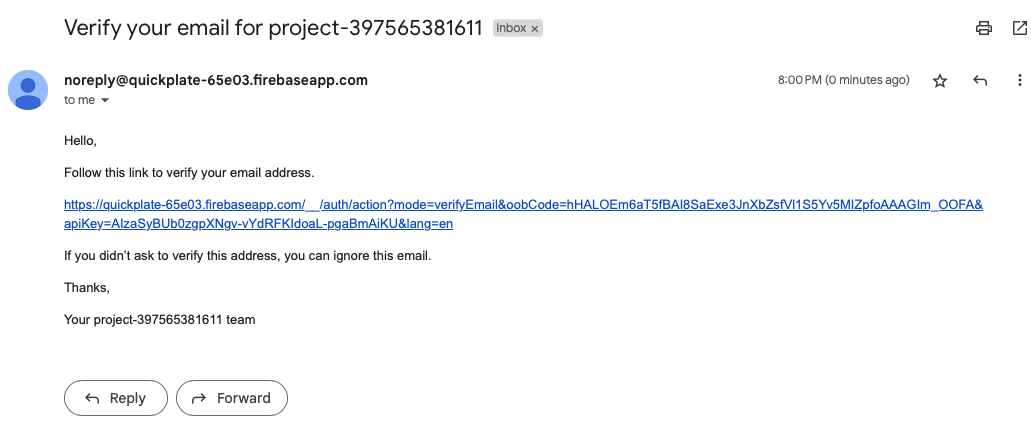 Verify your email for project-397565381611 Inbox ×
noreply@quickplate-65e03.firebaseapp.com 8:00 PM (0 minutes ago)
to me
Hello,
Follow this link to verify your email address.
https://quickplate-65e03.firebaseapp.com/__/auth/action?mode=verifyEmail&oobCode=hHALOEm6aT5fBAI8SaExe3JnXbZsfVl1S5Yv5MlZpfoAAAGlm_OOFA&
apiKey=AIzaSyBUb0zgpXNgv-vYdRFKldoaL-pgaBmAiKU&lang=en
If you didn’t ask to verify this address, you can ignore this email.
Thanks,
Your project-397565381611 team
Reply Forward